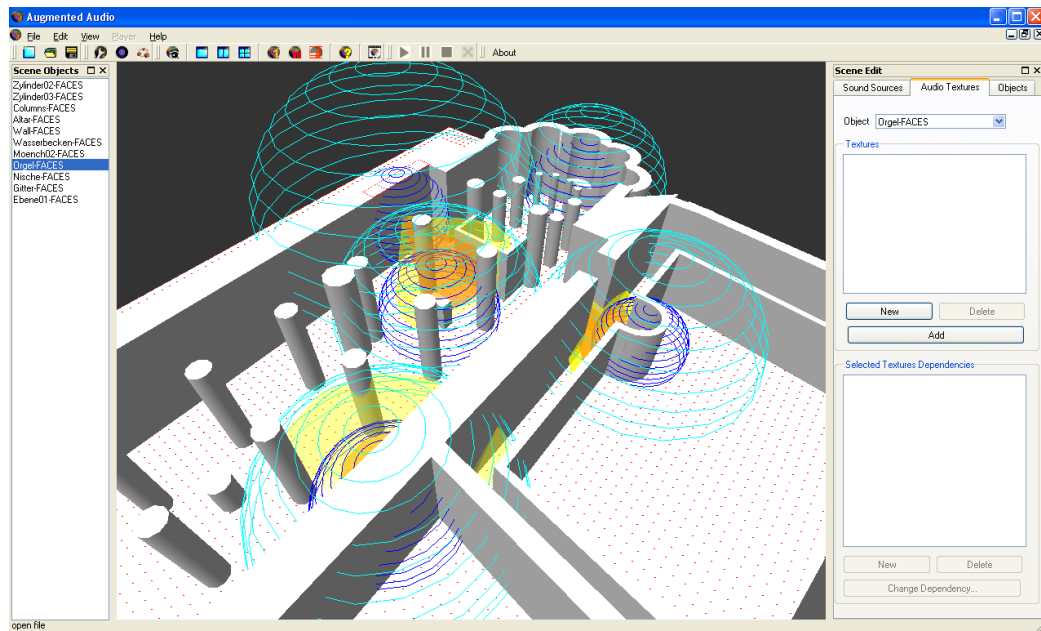 Augmented Audio
File Edit View Player Help
About
Scene Objects
Zylinder02-FACES
Zylinder03-FACES
Columns-FACES
Altar-FACES
Wall-FACES
Wasserbecken-FACES
Moench02-FACES
Orgel-FACES
Nische-FACES
Gitter-FACES
Ebene01-FACES
Scene Edit
Sound Sources Audio Textures Objects
Object Orgel-FACES
Textures
New Delete
Add
Selected Textures Dependencies
New Delete
Change Dependency...
open file